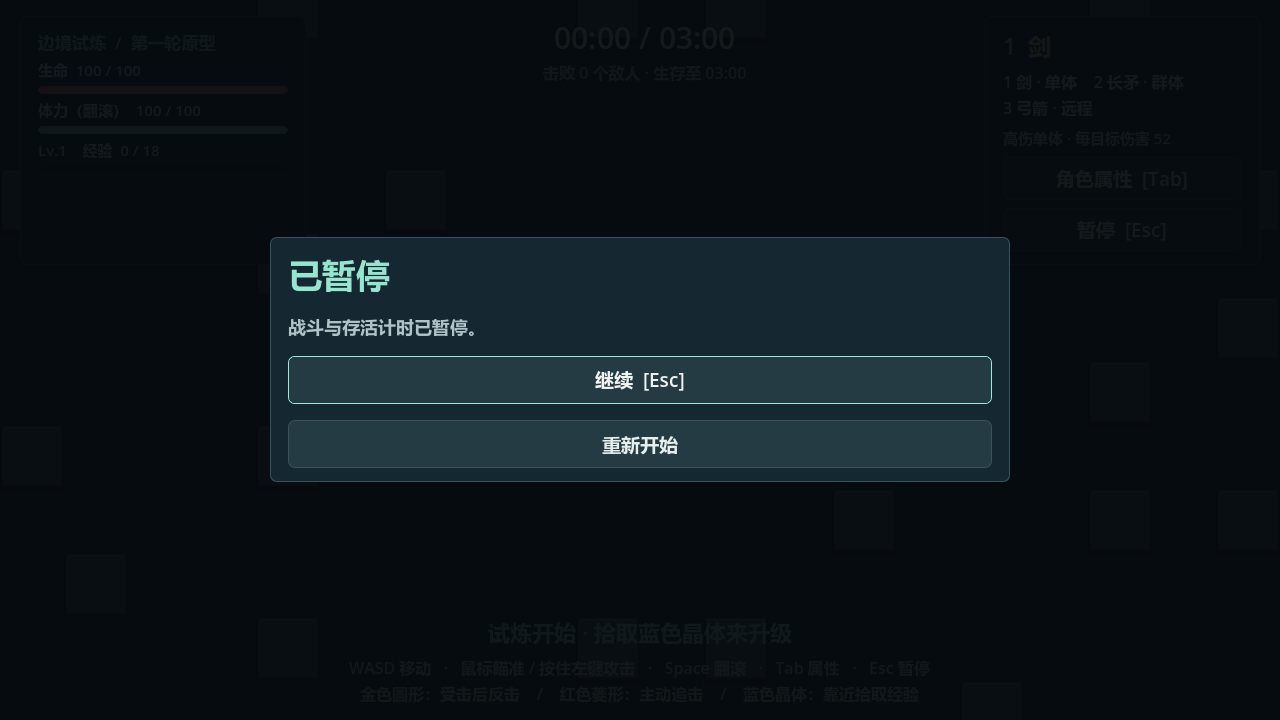 边境试炼 / 第一轮原型
生命 100 / 100
体力 (翻滚) 100 / 100
Lv.1 经验 0 / 18
00:00 / 03:00
击败 0 个敌人 · 生存至 03:00
1 剑
1 剑 · 单体 2 长矛 · 群体
3 弓箭 · 远程
高伤单体 · 每目标伤害 52
角色属性 [Tab]
暂停 [Esc]
已暂停
战斗与存活计时已暂停。
继续 [Esc]
重新开始
试炼开始 · 拾取蓝色晶体来升级
WASD 移动 · 鼠标瞄准 / 按住左键攻击 · Space 翻滚 · Tab 属性 · Esc 暂停
金色圆形：受击后反击 / 红色菱形：主动追击 / 蓝色晶体：靠近拾取经验